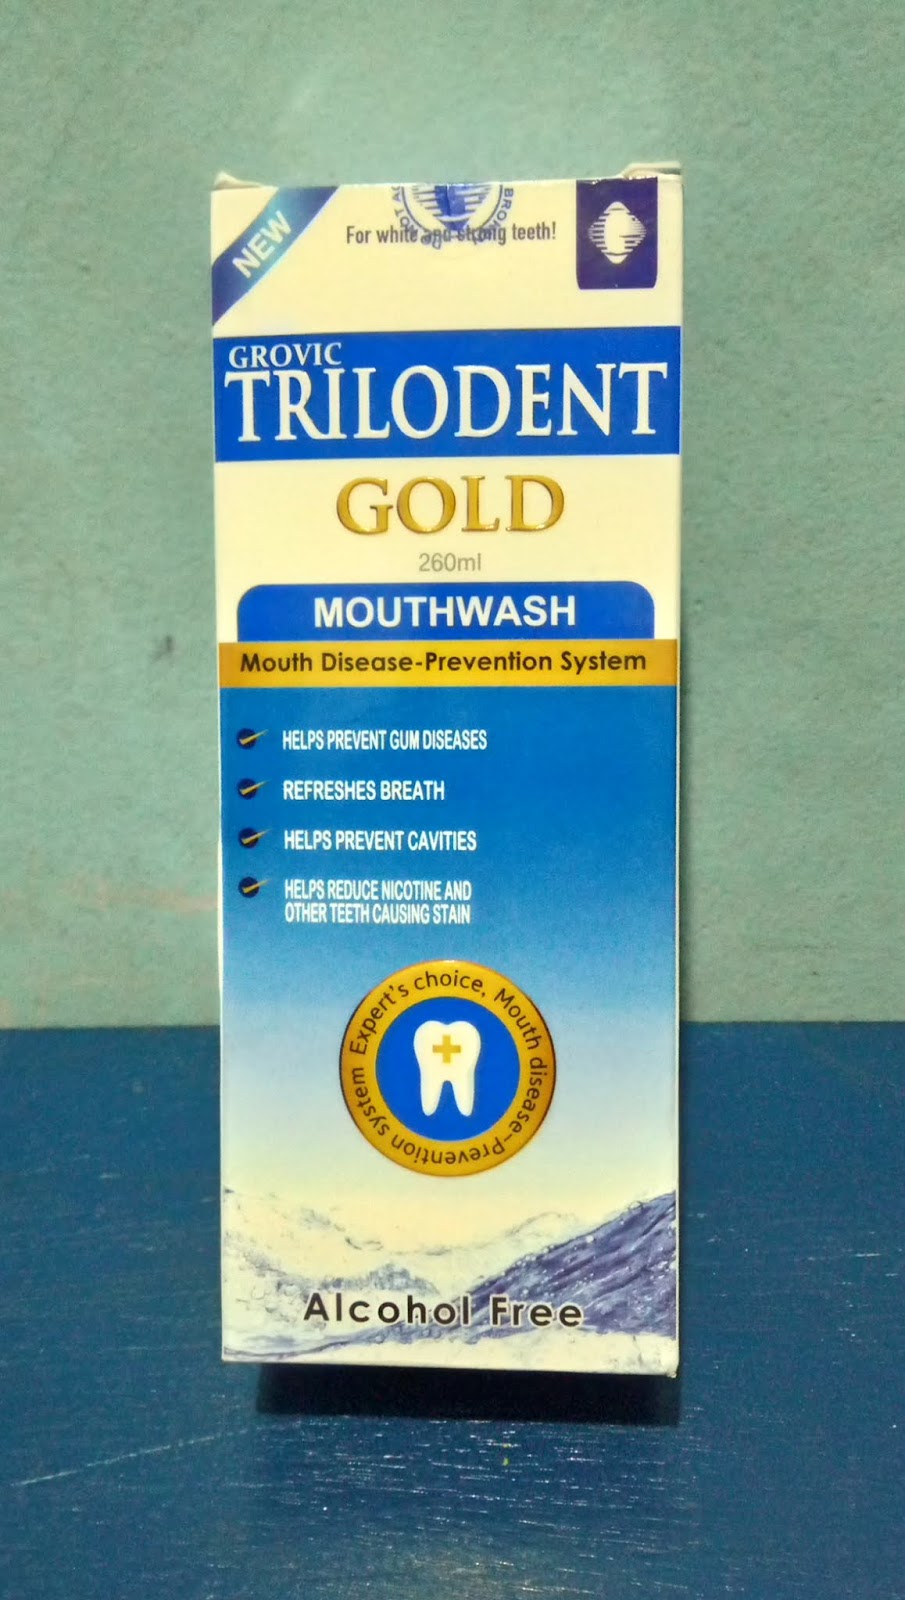 NEW
For white and strong teeth!
GROVIC
TRILODENT
GOLD
260ml
MOUTHWASH
Mouth Disease-Prevention System
HELPS PREVENT GUM DISEASES
REFRESHES BREATH
HELPS PREVENT CAVITIES
HELPS REDUCE NICOTINE AND
OTHER TEETH CAUSING STAIN
Expert's choice, Mouth disease-Prevention system
Alcohol Free